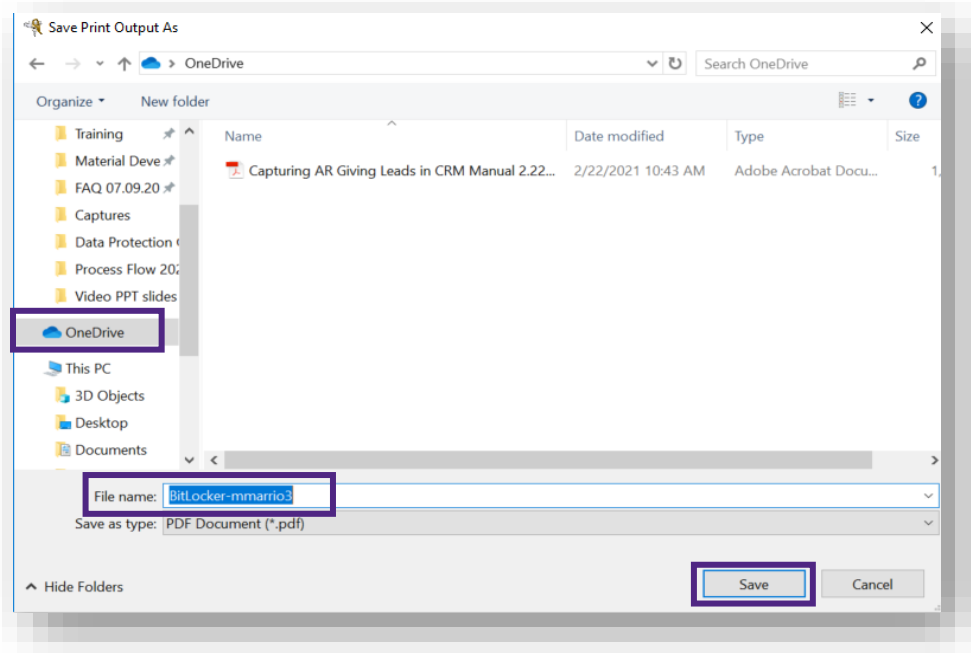 Save Print Output As
OneDrive
Search OneDrive
Organize
New folder
Training
Material Deve
FAQ 07.09.20
Captures
Data Protection
Process Flow 202
Video PPT slides
OneDrive
This PC
3D Objects
Desktop
Documents
Name Date modified Type Size
Capturing AR Giving Leads in CRM Manual 2.22... 2/22/2021 10:43 AM Adobe Acrobat Docu... 1,
File name: BitLocker-mmarrio3
Save as type: PDF Document (*.pdf)
Hide Folders
Save
Cancel